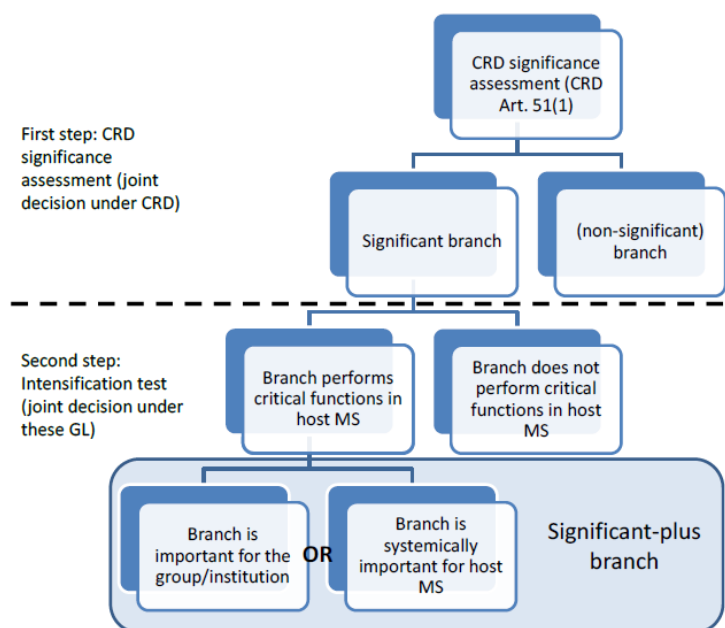 CRD significance
assessment (CRD
Art. 51(1)
First step: CRD
significance
assessment (joint
decision under CRD)
Significant branch
(non-significant)
branch
Second step:
Intensification test
(joint decision under
these GL)
Branch performs
critical functions in
host MS
Branch does not
perform critical
functions in host
MS
Branch is
important for the
group/institution
OR
Branch is
systemically
important for host
MS
Significant-plus
branch